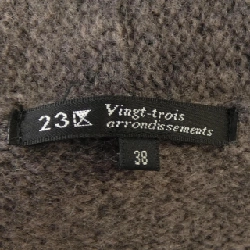 23区 Vingt-trois
arrondissements
38